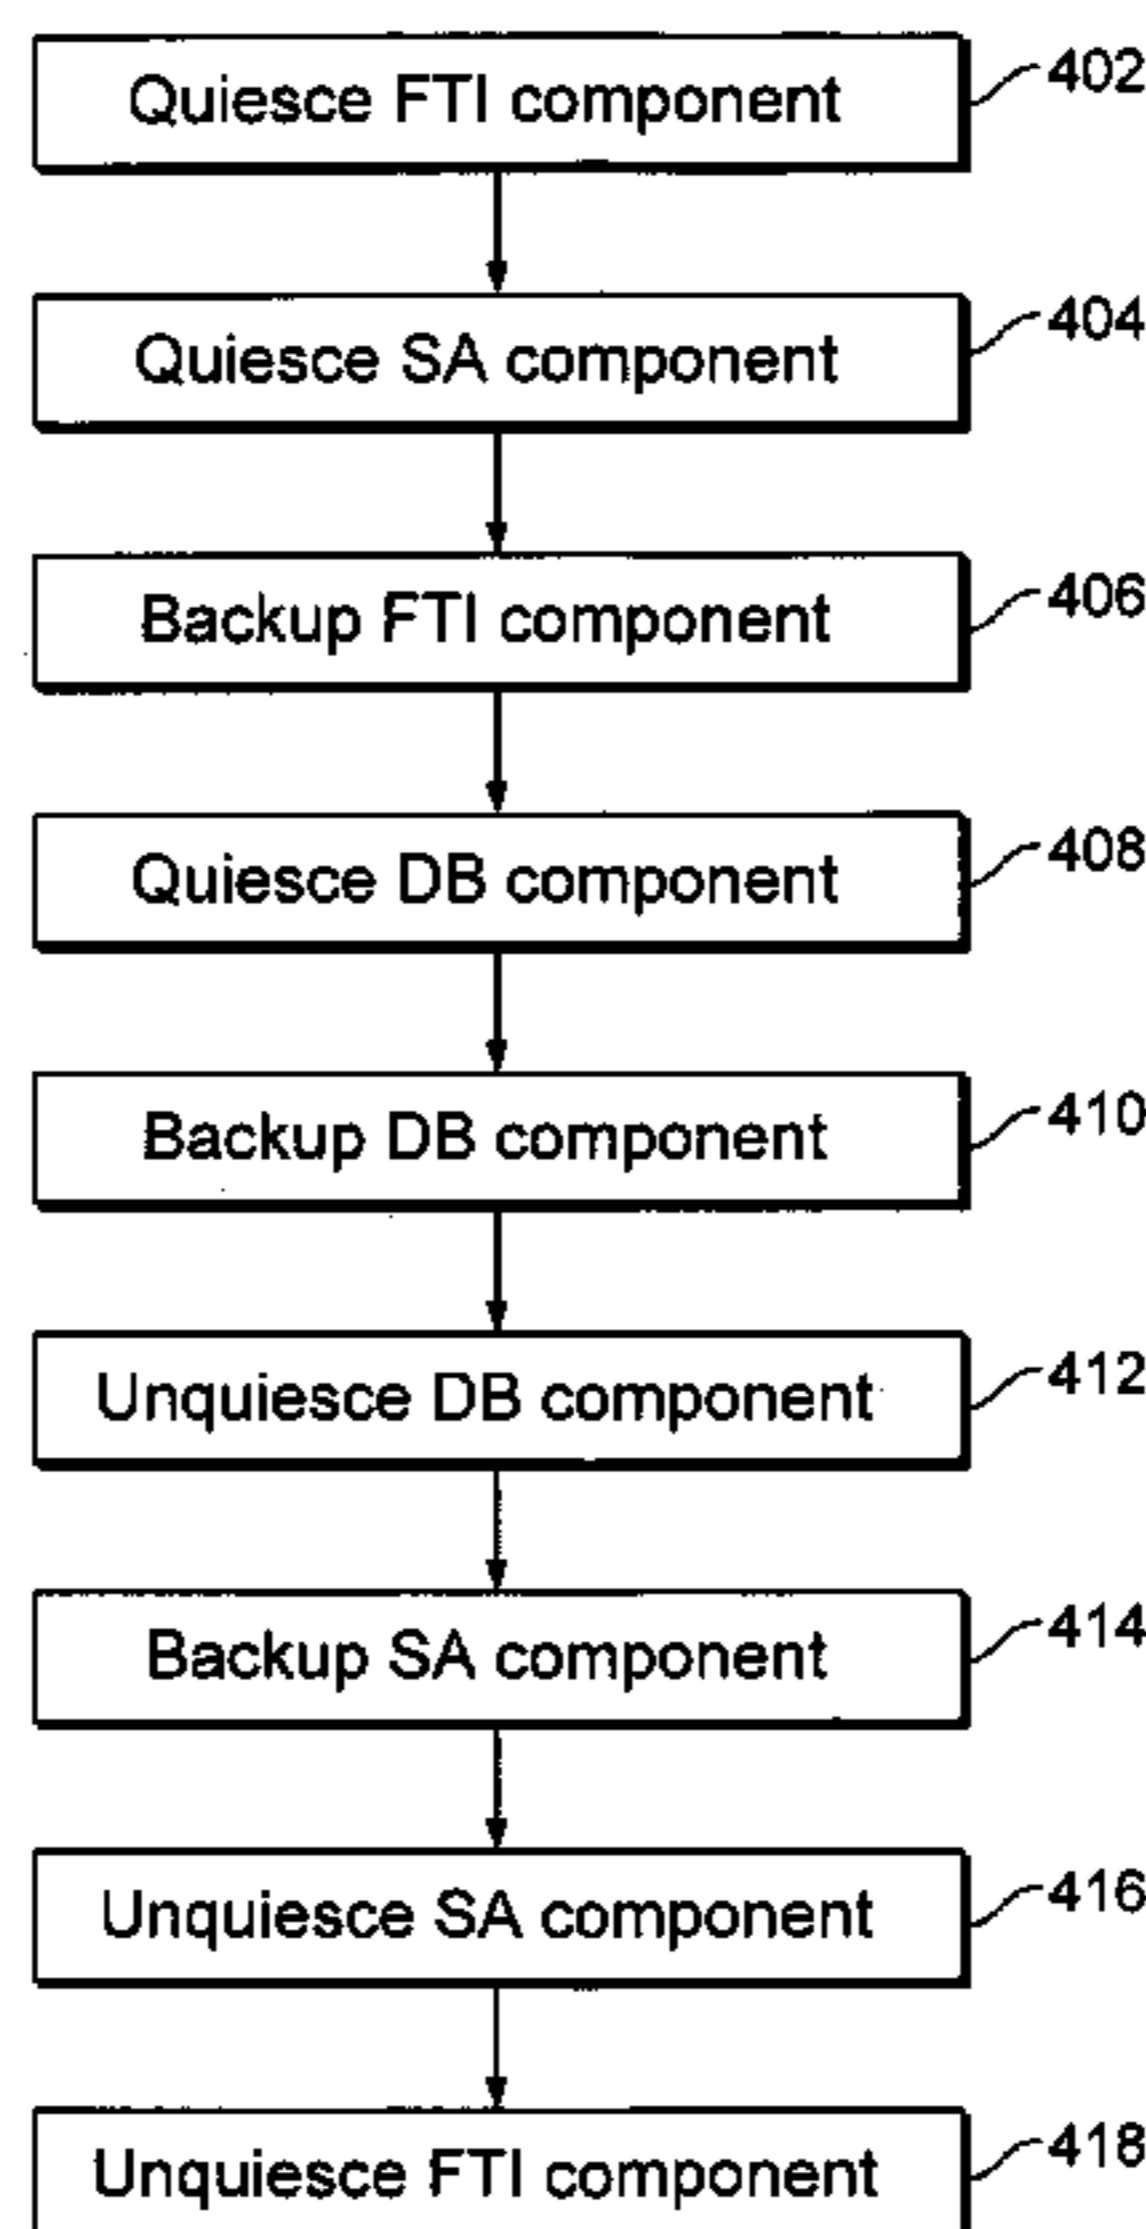 Quiesce FTI component
402
Quiesce SA component
404
Backup FTI component
406
Quiesce DB component
408
Backup DB component
410
Unquiesce DB component
412
Backup SA component
414
Unquiesce SA component
416
Unquiesce FTI component
418